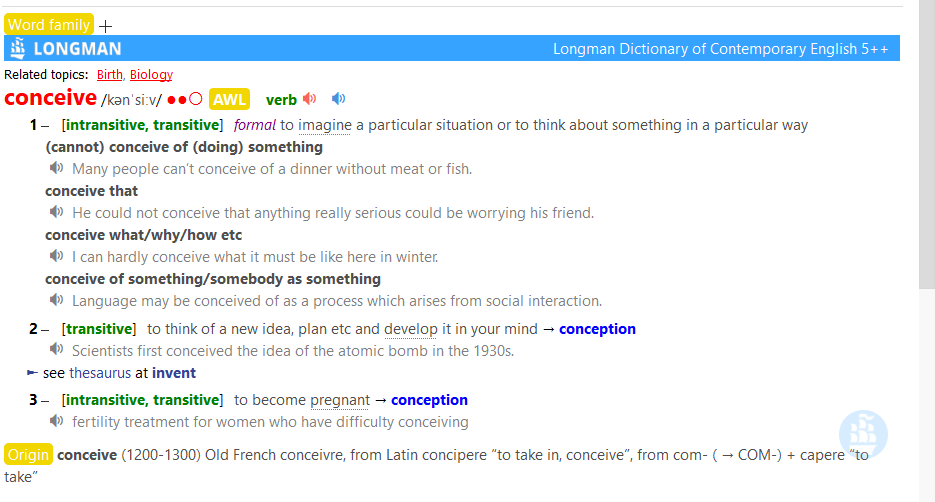 Word family
LONGMAN Longman Dictionary of Contemporary English 5++
Related topics: Birth, Biology
conceive /kənˈsiːv/ ●●○ AWL verb
1 – [intransitive, transitive] formal to imagine a particular situation or to think about something in a particular way
(cannot) conceive of (doing) something
Many people can’t conceive of a dinner without meat or fish.
conceive that
He could not conceive that anything really serious could be worrying his friend.
conceive what/why/how etc
I can hardly conceive what it must be like here in winter.
conceive of something/somebody as something
Language may be conceived of as a process which arises from social interaction.
2 – [transitive] to think of a new idea, plan etc and develop it in your mind → conception
Scientists first conceived the idea of the atomic bomb in the 1930s.
► see thesaurus at invent
3 – [intransitive, transitive] to become pregnant → conception
fertility treatment for women who have difficulty conceiving
Origin conceive (1200-1300) Old French conceivre, from Latin concipere “to take in, conceive”, from com- ( → COM-) + capere “to
take”